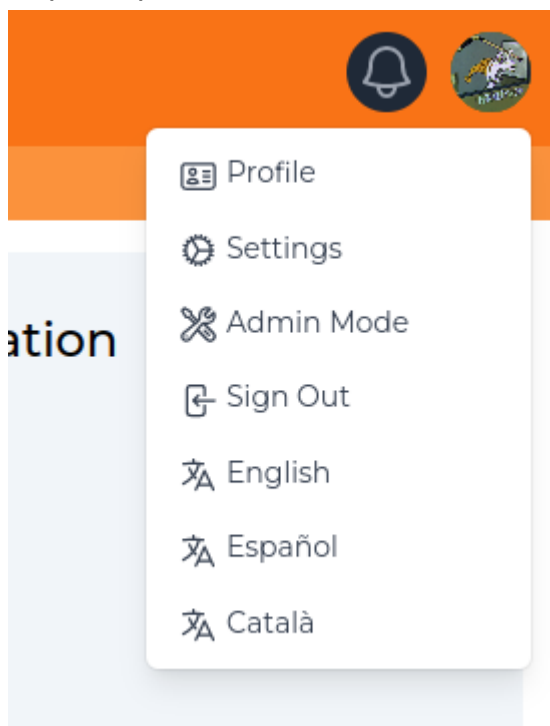 Profile
Settings
ation
Admin Mode
Sign Out
English
Español
Català